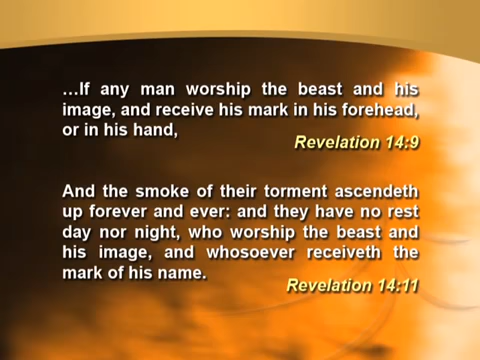 …If any man worship the beast and his
image, and receive his mark in his forehead,
or in his hand,
Revelation 14:9
And the smoke of their torment ascendeth
up forever and ever: and they have no rest
day nor night, who worship the beast and
his image, and whosoever receiveth the
mark of his name.
Revelation 14:11